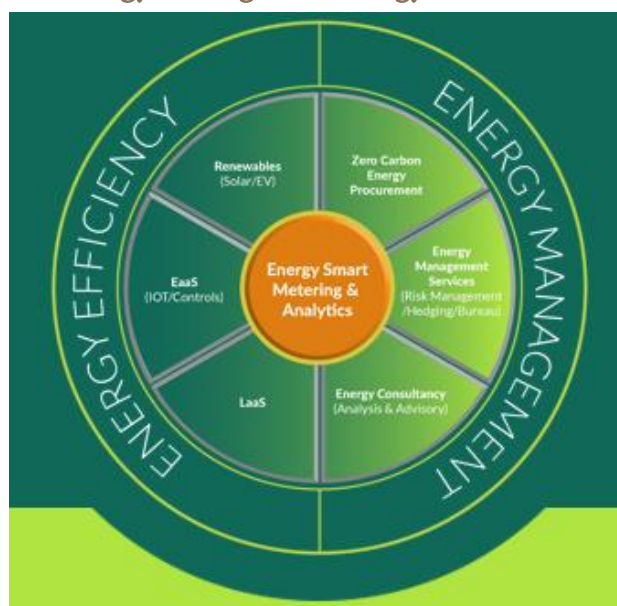 ENERGY EFFICIENCY
ENERGY MANAGEMENT
Renewables
(Solar/EV)
Zero Carbon
Energy
Procurement
EaaS
(IOT/Controls)
Energy Smart
Metering &
Analytics
Energy
Management
Services
(Risk Management
/Hedging/Bureau)
LaaS
Energy Consultancy
(Analysis & Advisory)